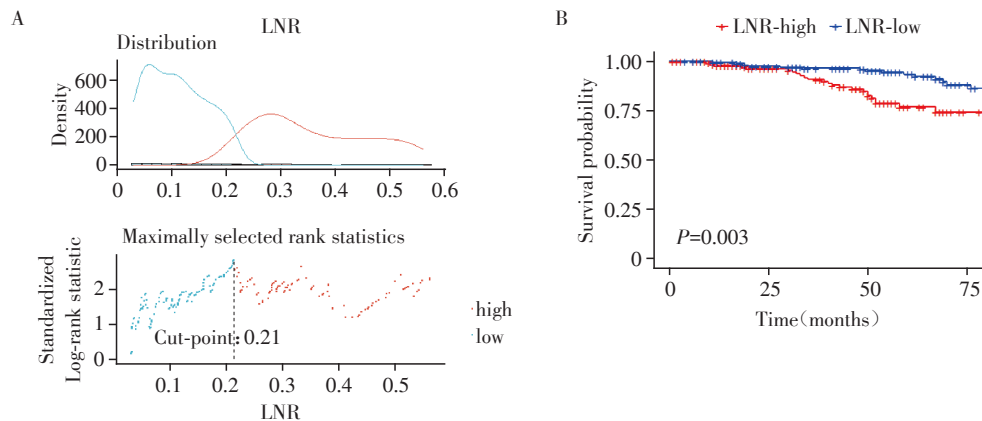 A
LNR
Distribution
Density
600
400
200
0
0 0.1 0.2 0.3 0.4 0.5 0.6
Maximally selected rank statistics
Standardized
Log-rank statistic
2
1
0
Cut-point:0.21
high
low
0.1 0.2 0.3 0.4 0.5
LNR
B
LNR-high LNR-low
Survival probability
1.00
0.75
0.50
0.25
0
P=0.003
0 25 50 75
Time(months)